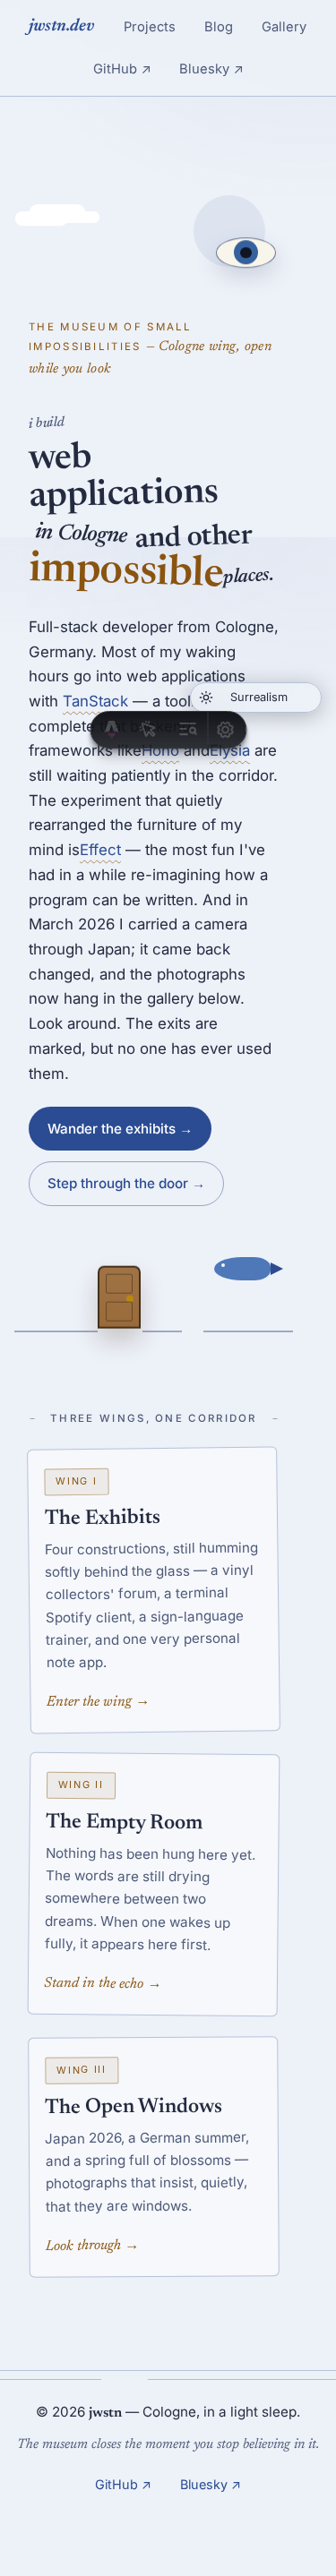 jwstn.dev Projects Blog Gallery
GitHub ↗ Bluesky ↗
THE MUSEUM OF SMALL
IMPOSSIBILITIES — Cologne wing, open
while you look
i build
web
applications
in Cologne and other
impossible places.
Full-stack developer from Cologne,
Germany. Most of my waking
hours go into web applications
with TanStack — a
complete
Surrealism
frameworks like Hono and Elysia are
still waiting patiently in the corridor.
The experiment that quietly
rearranged the furniture of my
mind is Effect — the most fun I've
had in a while re-imagining how a
program can be written. And in
March 2026 I carried a camera
through Japan; it came back
changed, and the photographs
now hang in the gallery below.
Look around. The exits are
marked, but no one has ever used
them.
Wander the exhibits →
Step through the door →
– THREE WINGS, ONE CORRIDOR –
WING I
The Exhibits
Four constructions, still humming
softly behind the glass — a vinyl
collectors' forum, a terminal
Spotify client, a sign-language
trainer, and one very personal
note app.
Enter the wing →
WING II
The Empty Room
Nothing has been hung here yet.
The words are still drying
somewhere between two
dreams. When one wakes up
fully, it appears here first.
Stand in the echo →
WING III
The Open Windows
Japan 2026, a German summer,
and a spring full of blossoms —
photographs that insist, quietly,
that they are windows.
Look through →
© 2026 jwstn — Cologne, in a light sleep.
The museum closes the moment you stop believing in it.
GitHub ↗ Bluesky ↗